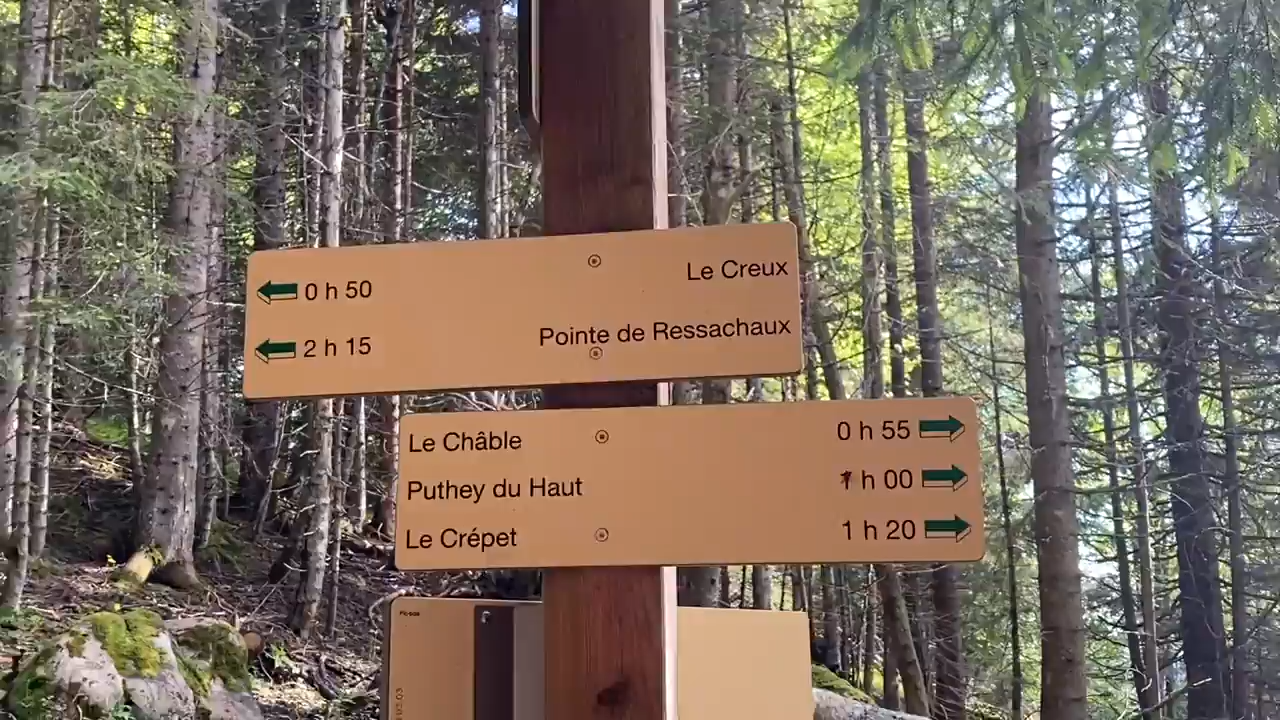 0 h 50 Le Creux
2 h 15 Pointe de Ressachaux
Le Châble 0 h 55
Puthey du Haut 1 h 00
Le Crépet 1 h 20